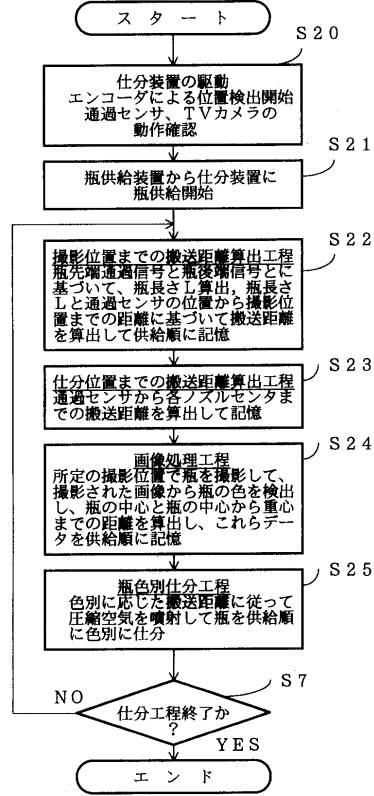 スタート
S20
仕分装置の駆動
エンコーダによる位置検出開始
通過センサ、TVカメラの
動作確認
S21
瓶供給装置から仕分装置に
瓶供給開始
S22
撮影位置までの搬送距離算出工程
瓶先端通過信号と瓶後端信号とに
基づいて、瓶長さL算出，瓶長さ
Lと通過センサの位置から撮影位
置までの距離に基づいて搬送距離
を算出して供給順に記憶
S23
仕分位置までの搬送距離算出工程
通過センサから各ノズルセンタま
での搬送距離を算出して記憶
S24
画像処理工程
所定の撮影位置で瓶を撮影して、
撮影された画像から瓶の色を検出
し、瓶の中心と瓶の中心から重心
までの距離を算出し、これらデー
タを供給順に記憶
S25
瓶色別仕分工程
色別に応じた搬送距離に従って
圧縮空気を噴射して瓶を供給順
に色別に仕分
S7
NO
仕分工程終了か
？
YES
エンド